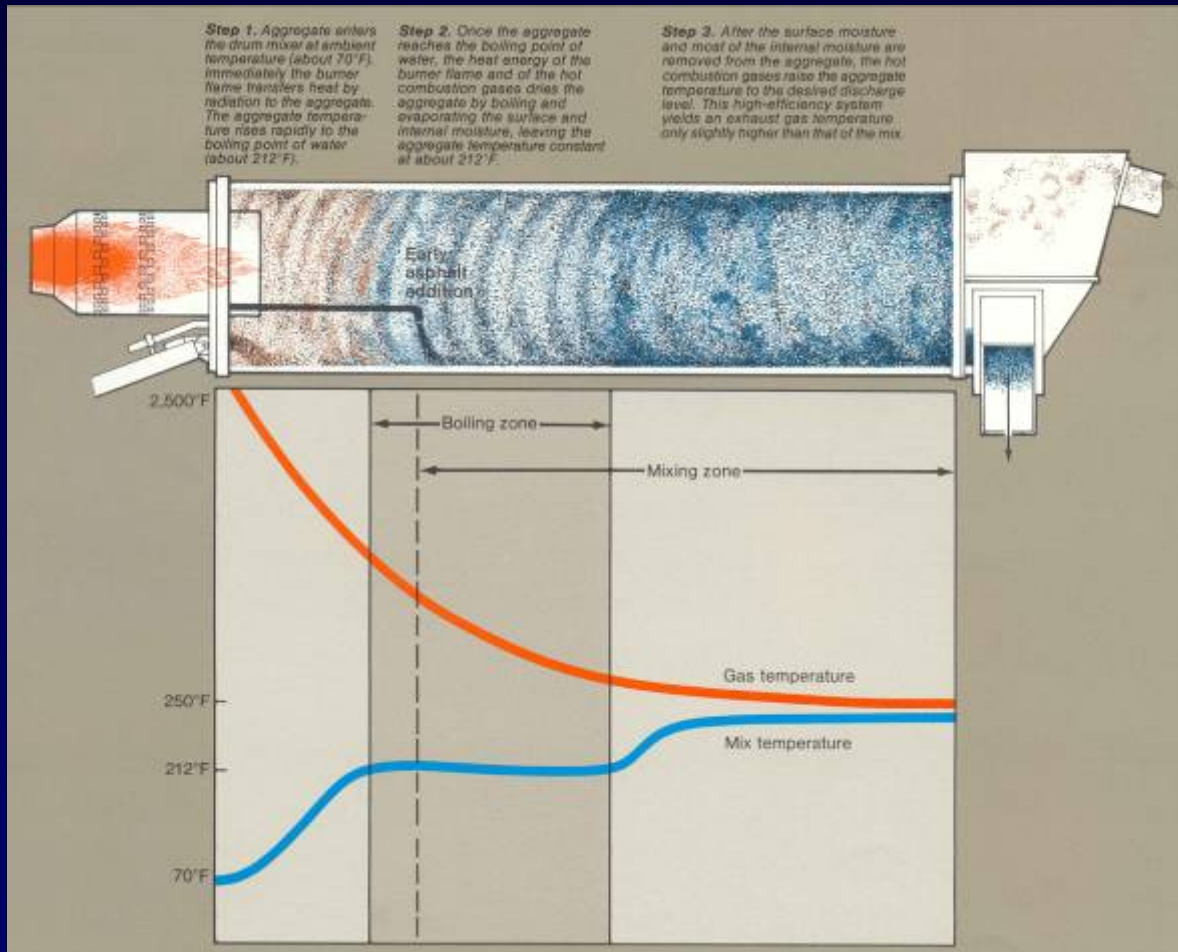 Step 1. Aggregate enters
the drum mixer at ambient
temperature (about 70°F).
Immediately the burner
flame transfers heat by
radiation to the aggregate.
The aggregate tempera-
ture rises rapidly to the
boiling point of water
(about 212°F).
Step 2. Once the aggregate
reaches the boiling point of
water, the heat energy of the
burner flame and of the hot
combustion gases dries the
aggregate by boiling and
evaporating the surface and
internal moisture, leaving the
aggregate temperature constant
at about 212°F.
Step 3. After the surface moisture
and most of the internal moisture are
removed from the aggregate, the hot
combustion gases raise the aggregate
temperature to the desired discharge
level. This high-efficiency system
yields an exhaust gas temperature
only slightly higher than that of the mix.
Early
asphalt
addition
2,500°F
Boiling zone
Mixing zone
Gas temperature
250°F
Mix temperature
212°F
70°F